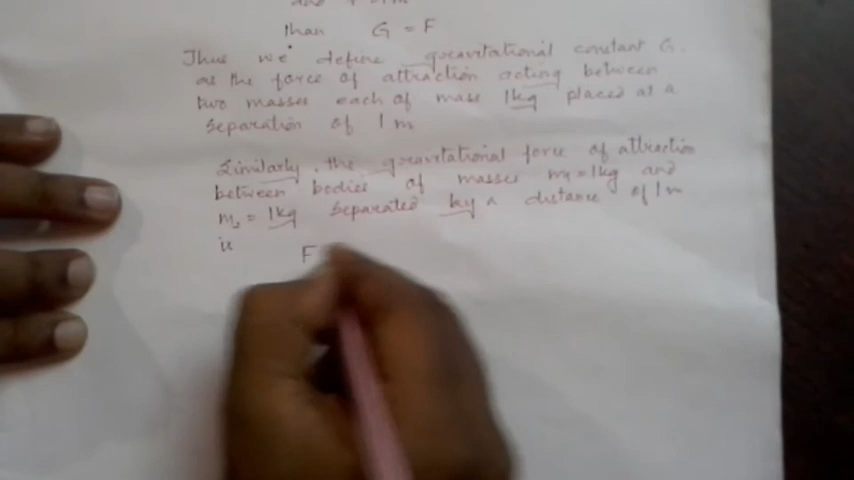 than G = F
Thus we define gravitational constant G.
as the force of attraction acting between
two masses each of mass 1kg placed at a
separation of 1 m
Similarly, the gravitational force of attraction
between bodies of masses m₁ = 1kg and
m₂ = 1kg separated by a distance of 1m
is F